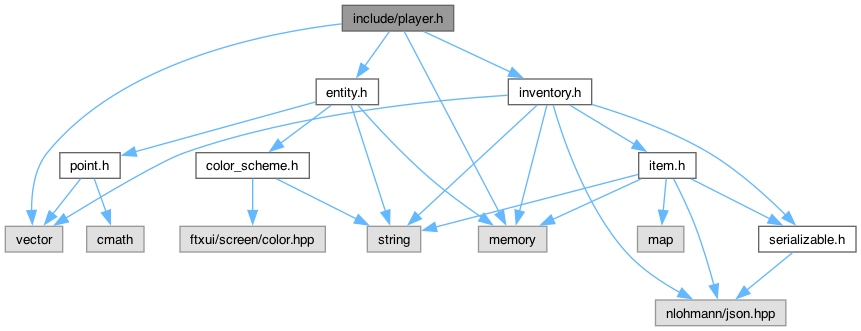 include/player.h
entity.h
inventory.h
point.h
color_scheme.h
item.h
vector
cmath
ftxui/screen/color.hpp
string
memory
map
serializable.h
nlohmann/json.hpp